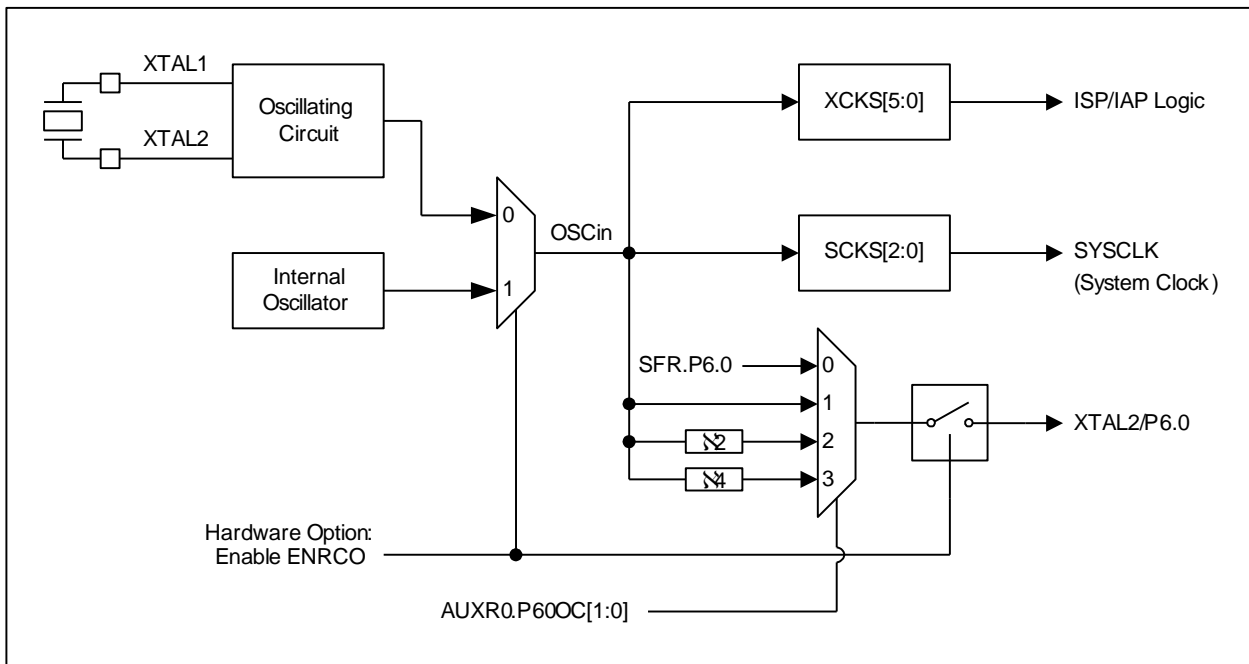 XTAL1
XTAL2
Oscillating
Circuit
Internal
Oscillator
0
1
OSCin
XCKS[5:0]
ISP/IAP Logic
SCKS[2:0]
SYSCLK
(System Clock)
SFR.P6.0
0
1
ℵ2
2
ℵ4
3
XTAL2/P6.0
Hardware Option:
Enable ENRCO
AUXR0.P60OC[1:0]